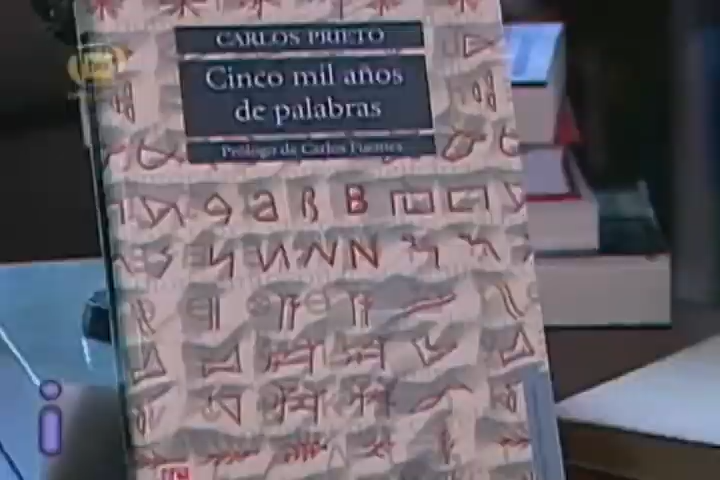 CARLOS PRIETO
Cinco mil años
de palabras
Prólogo de Carlos Fuentes